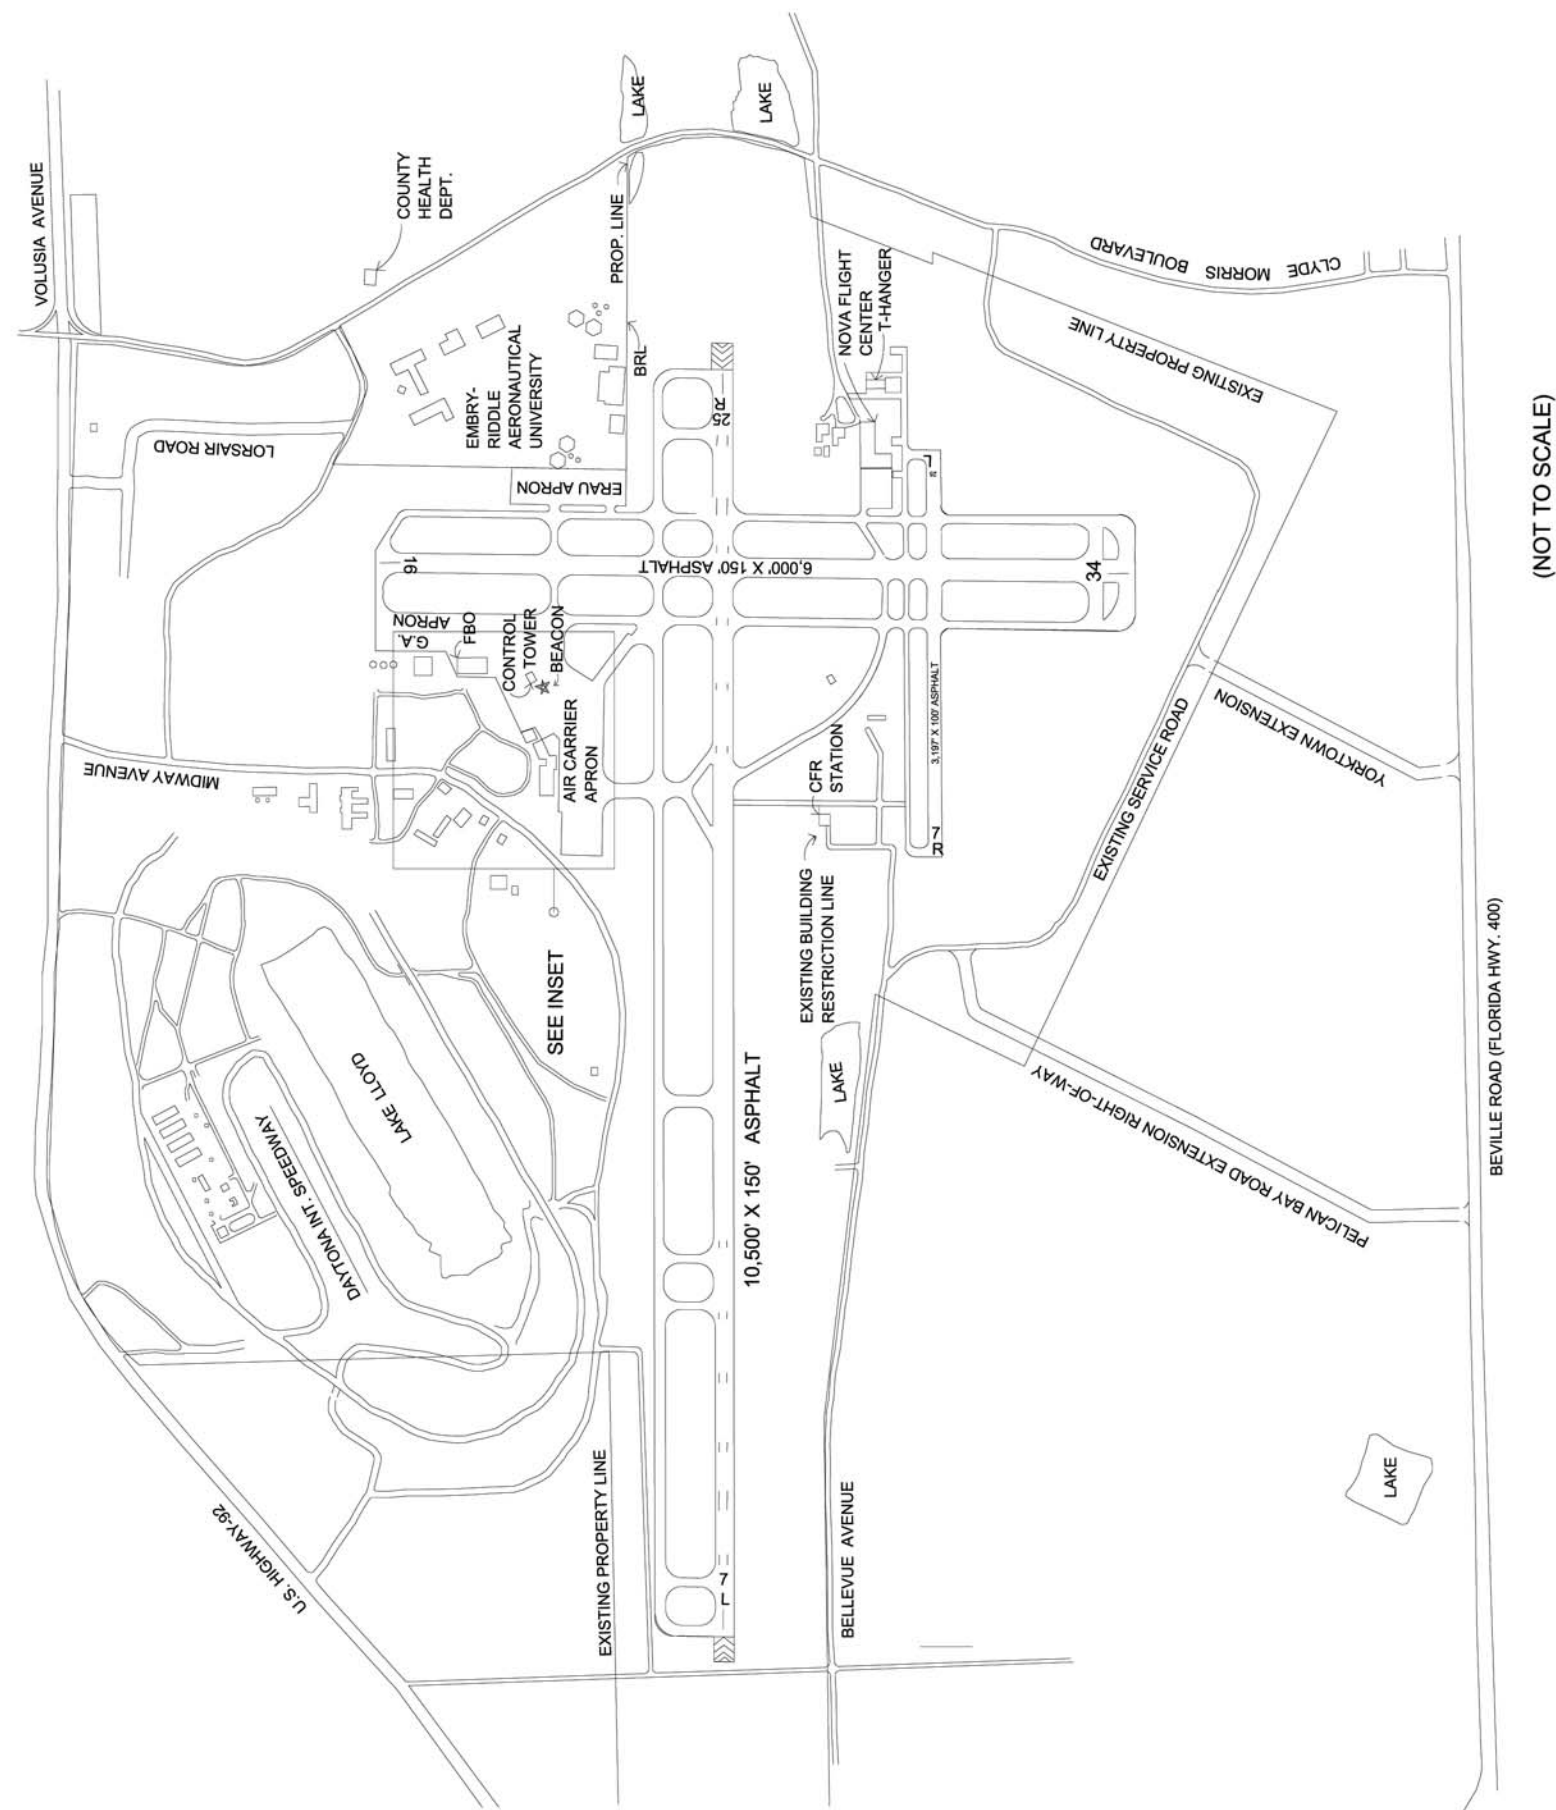 VOLUSIA AVENUE
COUNTY
HEALTH
DEPT.
LAKE
LAKE
PROP. LINE
BRL
LORSAIR ROAD
EMBRY-
RIDDLE
AERONAUTICAL
UNIVERSITY
ERAU APRON
NOVA FLIGHT
CENTER
T-HANGER
CLYDE MORRIS BOULEVARD
EXISTING PROPERTY LINE
25
R
L
16
6,000' X 150' ASPHALT
34
G.A.
APRON
FBO
CONTROL
TOWER
BEACON
AIR CARRIER
APRON
MIDWAY AVENUE
3,197' X 100' ASPHALT
7
R
CFR
STATION
EXISTING BUILDING
RESTRICTION LINE
EXISTING SERVICE ROAD
YORKTOWN EXTENSION
SEE INSET
LAKE LLOYD
DAYTONA INT. SPEEDWAY
LAKE
10,500' X 150' ASPHALT
PELICAN BAY ROAD EXTENSION RIGHT-OF-WAY
BEVILLE ROAD (FLORIDA HWY. 400)
U.S. HIGHWAY-92
EXISTING PROPERTY LINE
7
L
BELLEVUE AVENUE
LAKE
(NOT TO SCALE)